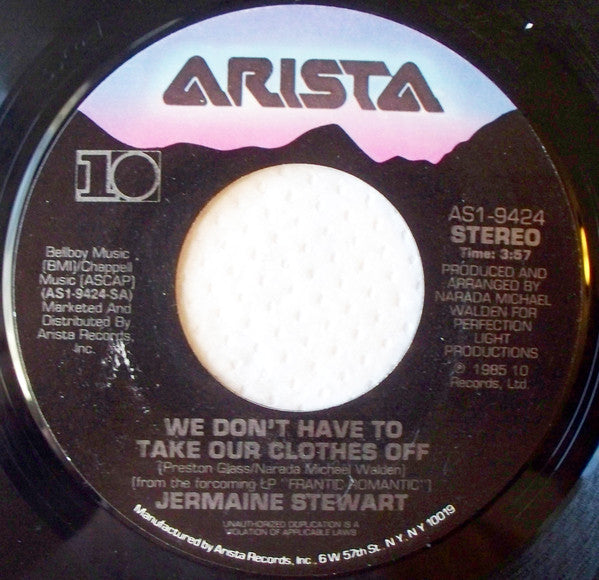 ARISTA
10
Bellboy Music
[BMI]/Chappell
Music [ASCAP]
(AS1-9424-SA)
Marketed And
Distributed By
Arista Records,
Inc.
AS1-9424
STEREO
Time: 3:57
PRODUCED AND
ARRANGED BY
NARADA MICHAEL
WALDEN FOR
PERFECTION
LIGHT
PRODUCTIONS
℗ 1985 10
Records, Ltd.
WE DON'T HAVE TO
TAKE OUR CLOTHES OFF
[Preston Glass/Narada Michael Walden]
[from the forcoming LP "FRANTIC ROMANTIC"]
JERMAINE STEWART
UNAUTHORIZED DUPLICATION IS A
VIOLATION OF APPLICABLE LAWS
Manufactured by Arista Records, Inc., 6 W 57th St. N.Y. N.Y. 10019